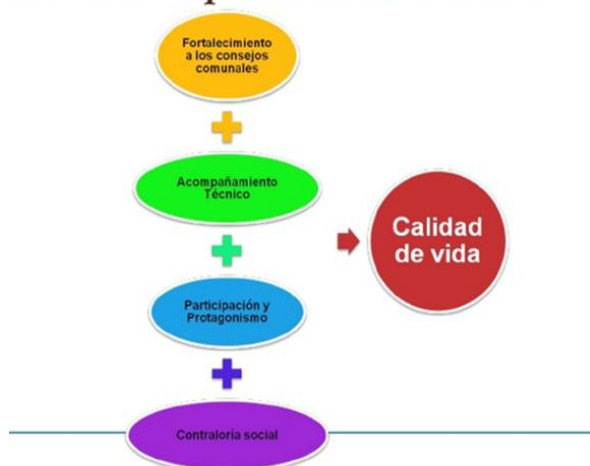 Fortalecimiento
a los consejos
comunales
Acompañamiento
Técnico
Participación y
Protagonismo
Contraloría social
Calidad
de vida